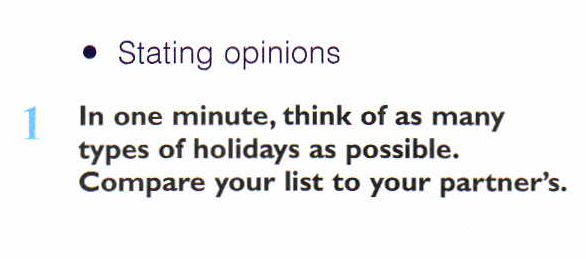 • Stating opinions
1 In one minute, think of as many
types of holidays as possible.
Compare your list to your partner's.